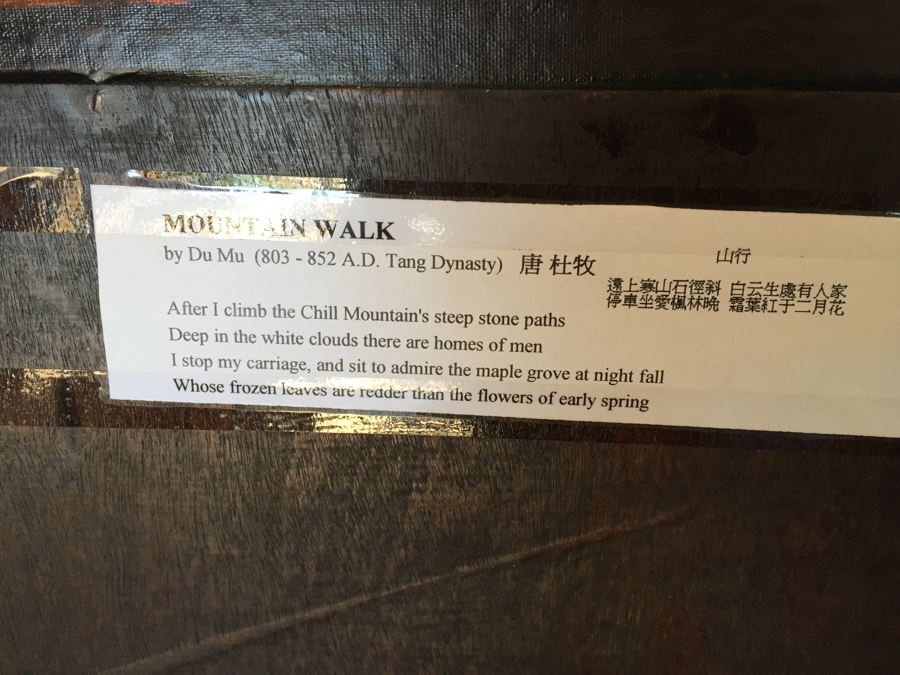 MOUNTAIN WALK
by Du Mu (803 - 852 A.D. Tang Dynasty) 唐 杜牧
山行
遠上寒山石徑斜 白云生處有人家
停車坐愛楓林晚 霜葉紅于二月花
After I climb the Chill Mountain's steep stone paths
Deep in the white clouds there are homes of men
I stop my carriage, and sit to admire the maple grove at night fall
Whose frozen leaves are redder than the flowers of early spring